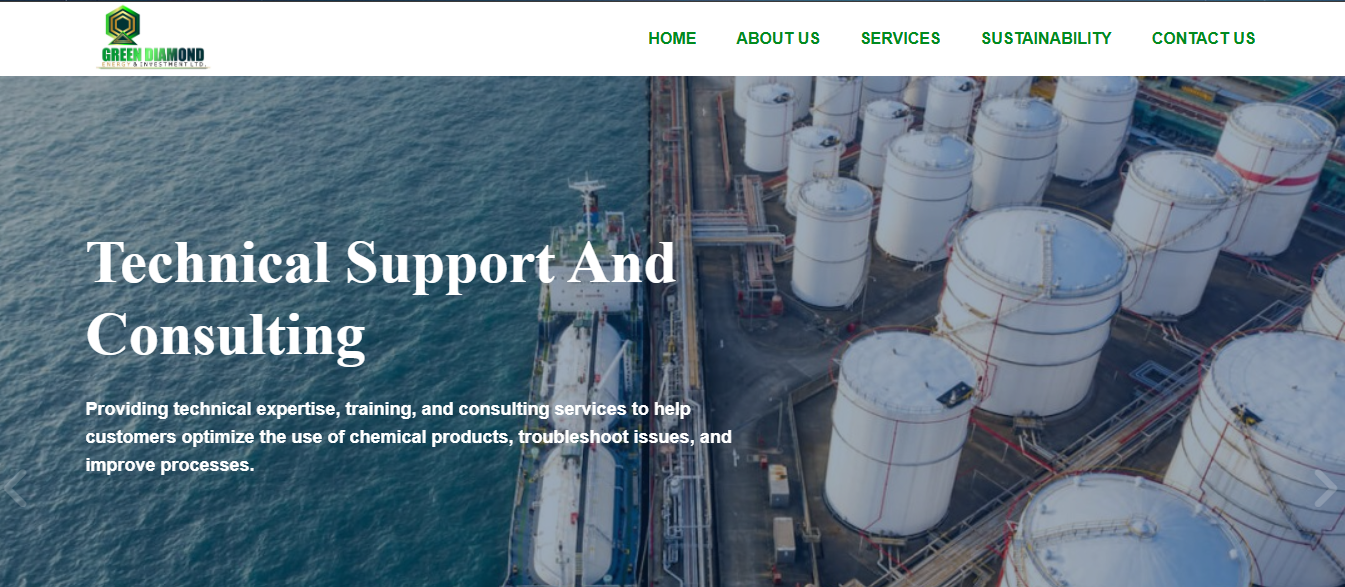 GREEN DIAMOND
ENERGY & INVESTMENT LTD.
HOME ABOUT US SERVICES SUSTAINABILITY CONTACT US
Technical Support And
Consulting
Providing technical expertise, training, and consulting services to help
customers optimize the use of chemical products, troubleshoot issues, and
improve processes.